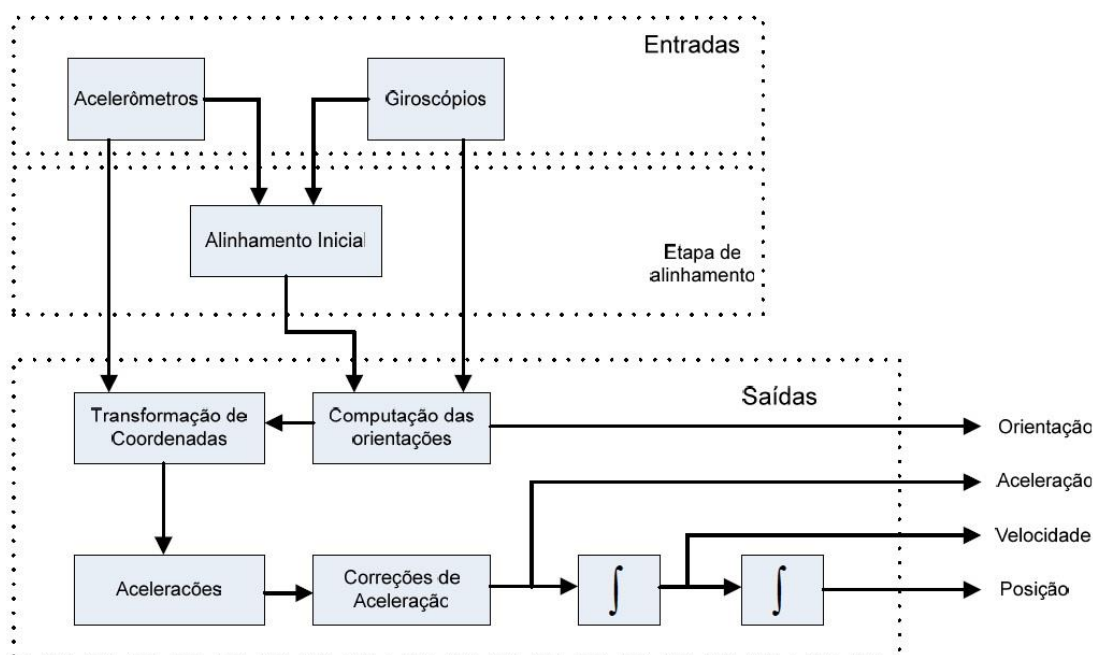 Entradas
Acelerômetros
Giroscópios
Alinhamento Inicial
Etapa de
alinhamento
Saídas
Transformação de
Coordenadas
Computação das
orientações
Orientação
Aceleração
Velocidade
Acelerações
Correções de
Aceleração
∫
∫
Posição